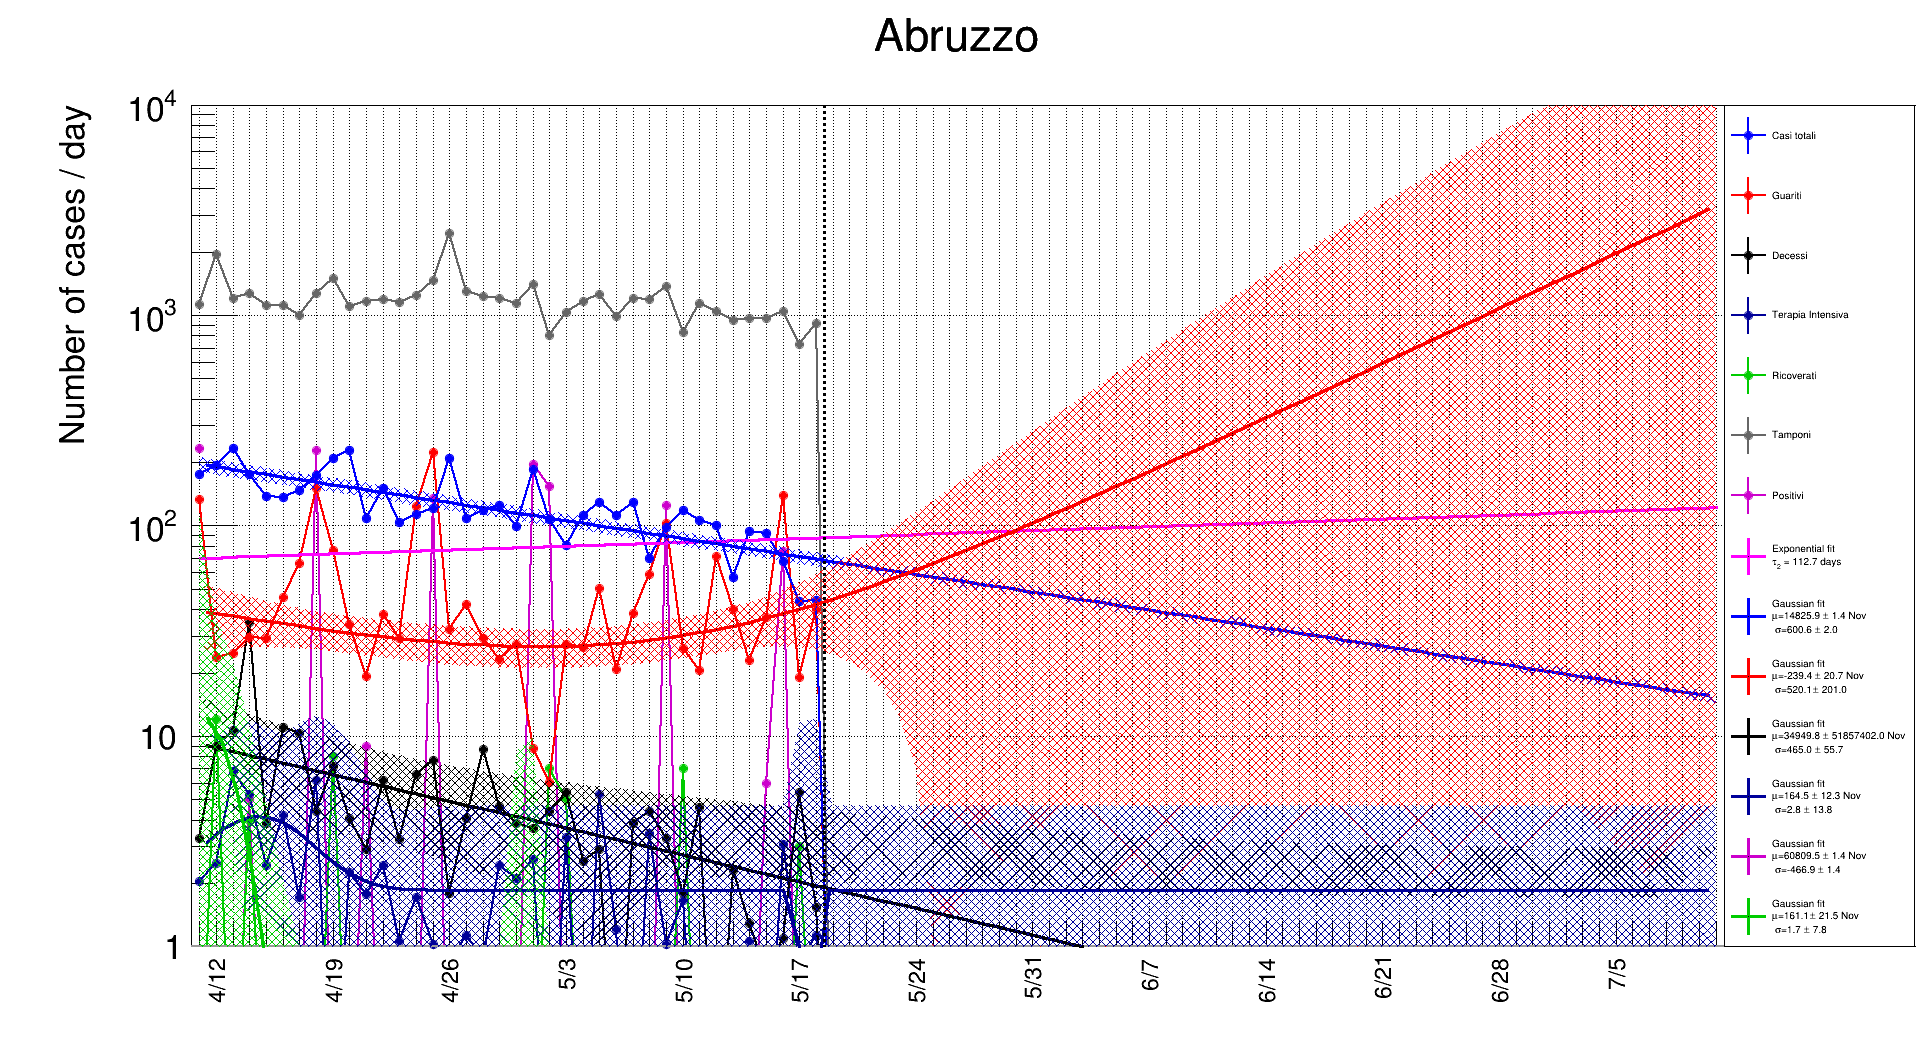 Abruzzo
Number of cases / day
10^4
10^3
10^2
10
1
4/12
4/19
4/26
5/3
5/10
5/17
5/24
5/31
6/7
6/14
6/21
6/28
7/5
Casi totali
Guariti
Decessi
Terapia Intensiva
Ricoverati
Tamponi
Positivi
Exponential fit
τ₂ = 112.7 days
Gaussian fit
μ=14825.9 ± 1.4 Nov
σ=600.6 ± 2.0
Gaussian fit
μ=-239.4 ± 20.7 Nov
σ=520.1± 201.0
Gaussian fit
μ=34949.8 ± 51857402.0 Nov
σ=465.0 ± 55.7
Gaussian fit
μ=164.5 ± 12.3 Nov
σ=2.8 ± 13.8
Gaussian fit
μ=60809.5 ± 1.4 Nov
σ=-466.9 ± 1.4
Gaussian fit
μ=161.1± 21.5 Nov
σ=1.7 ± 7.8